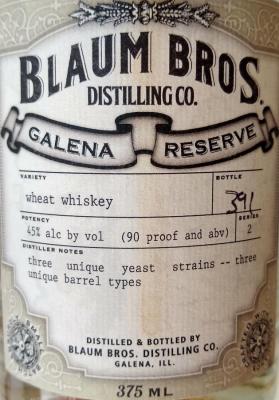 BLAUM BROS.
DISTILLING CO.
GALENA RESERVE
VARIETY BOTTLE
wheat whiskey 391
POTENCY SERIES
45% alc by vol (90 proof and abv) 2
DISTILLER NOTES
three unique yeast strains -- three
unique barrel types
DISTILLED & BOTTLED BY
BLAUM BROS. DISTILLING CO.
GALENA, ILL.
375 ML